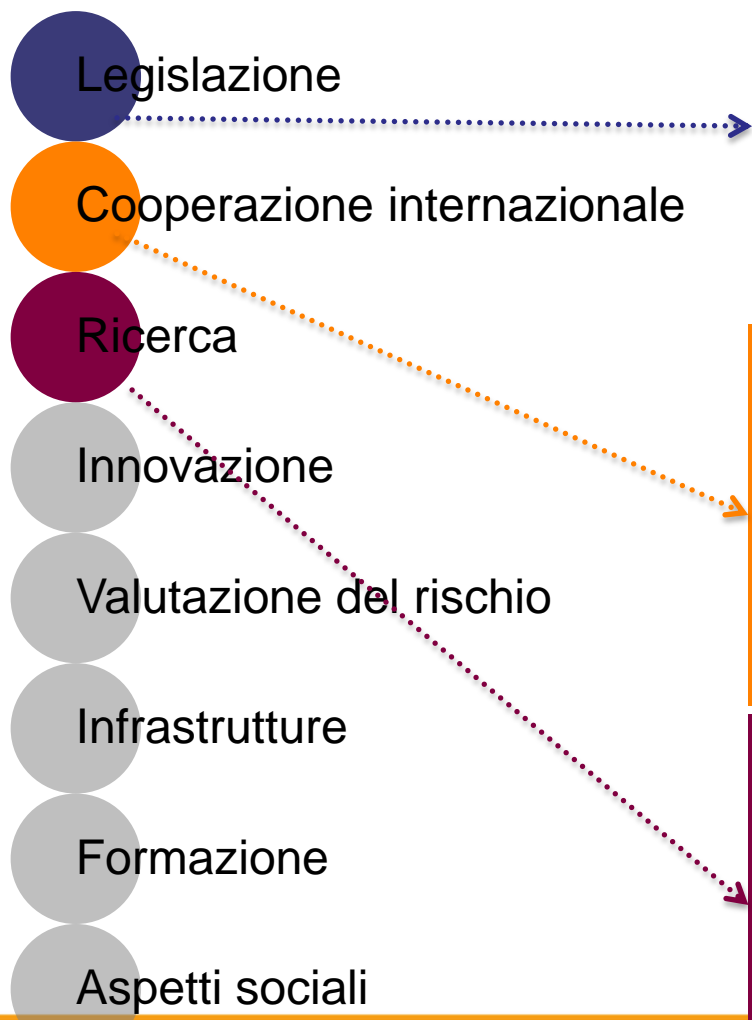 Legislazione
Cooperazione internazionale
Ricerca
Innovazione
Valutazione del rischio
Infrastrutture
Formazione
Aspetti sociali